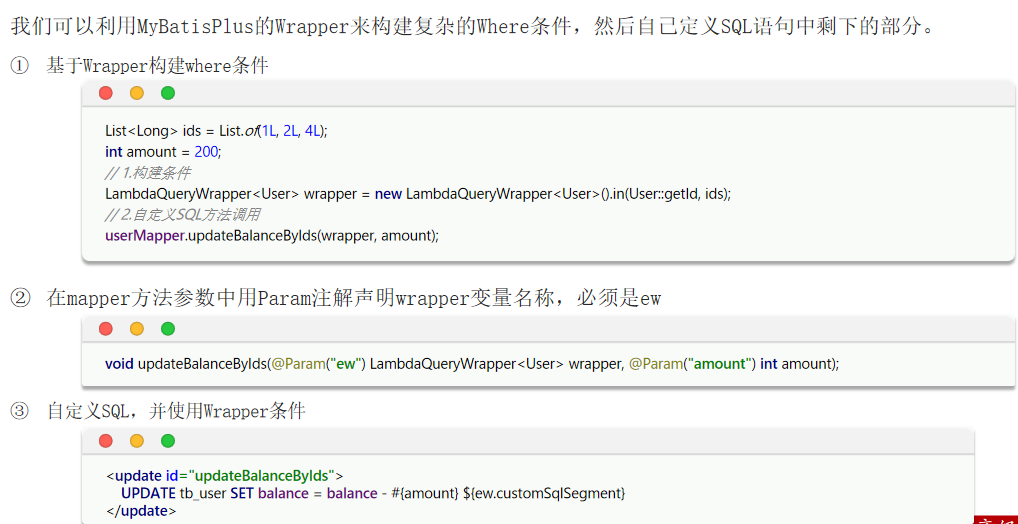 我们可以利用MyBatisPlus的Wrapper来构建复杂的Where条件，然后自己定义SQL语句中剩下的部分。
① 基于Wrapper构建where条件
List<Long> ids = List.of(1L, 2L, 4L);
int amount = 200;
// 1.构建条件
LambdaQueryWrapper<User> wrapper = new LambdaQueryWrapper<User>().in(User::getId, ids);
// 2.自定义SQL方法调用
userMapper.updateBalanceByIds(wrapper, amount);
② 在mapper方法参数中用Param注解声明wrapper变量名称，必须是ew
void updateBalanceByIds(@Param("ew") LambdaQueryWrapper<User> wrapper, @Param("amount") int amount);
③ 自定义SQL，并使用Wrapper条件
<update id="updateBalanceByIds">
UPDATE tb_user SET balance = balance - #{amount} ${ew.customSqlSegment}
</update>